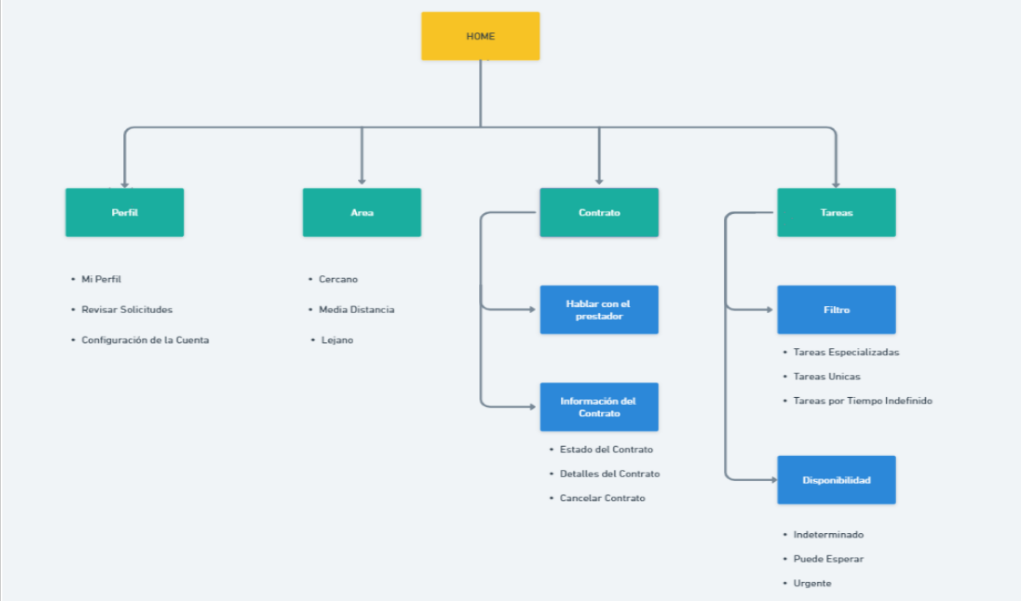 HOME
Perfil
Area
Contrato
Tareas
• Mi Perfil
• Revisar Solicitudes
• Configuración de la Cuenta
• Cercano
• Media Distancia
• Lejano
Hablar con el
prestador
Información del
Contrato
• Estado del Contrato
• Detalles del Contrato
• Cancelar Contrato
Filtro
• Tareas Especializadas
• Tareas Unicas
• Tareas por Tiempo Indefinido
Disponibilidad
• Indeterminado
• Puede Esperar
• Urgente